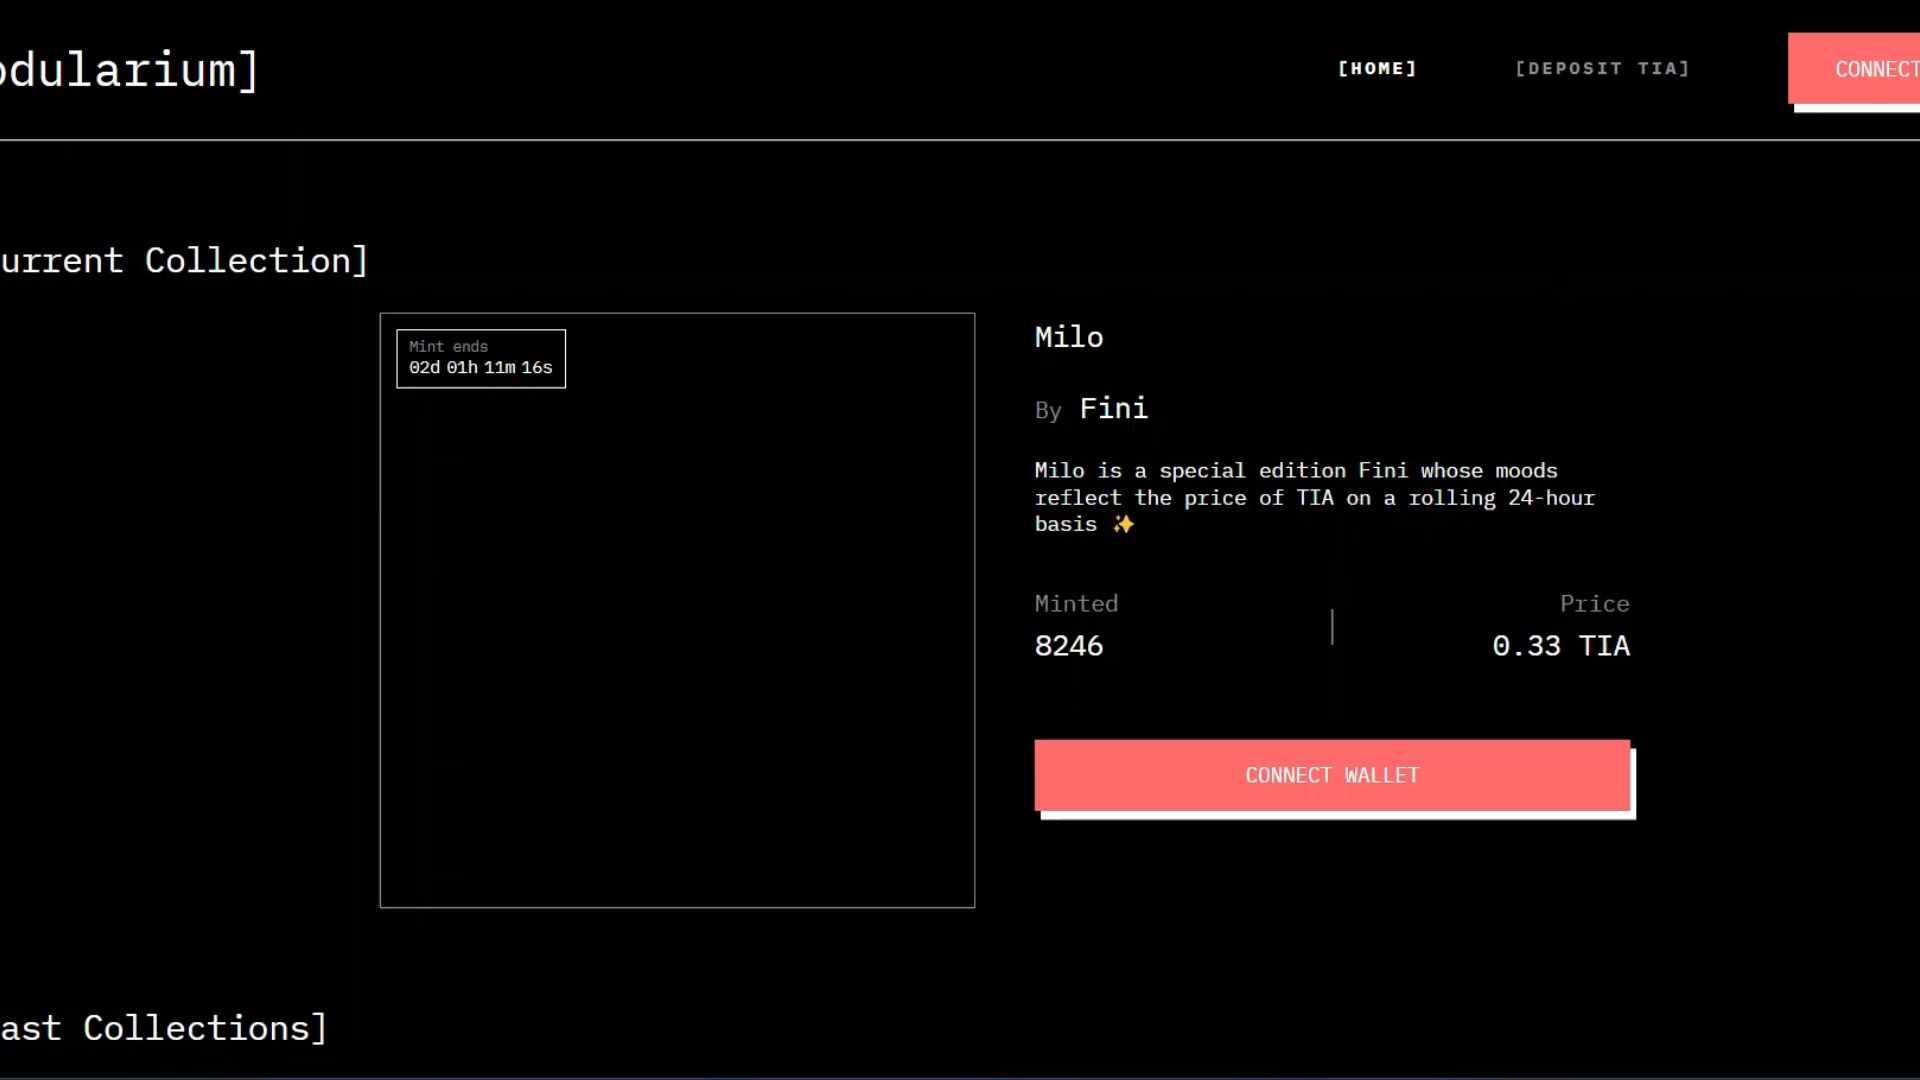 odularium]
[HOME]
[DEPOSIT TIA]
CONNECT
urrent Collection]
Mint ends
02d 01h 11m 16s
Milo
By Fini
Milo is a special edition Fini whose moods
reflect the price of TIA on a rolling 24-hour
basis ✨
Minted
Price
8246
0.33 TIA
CONNECT WALLET
ast Collections]